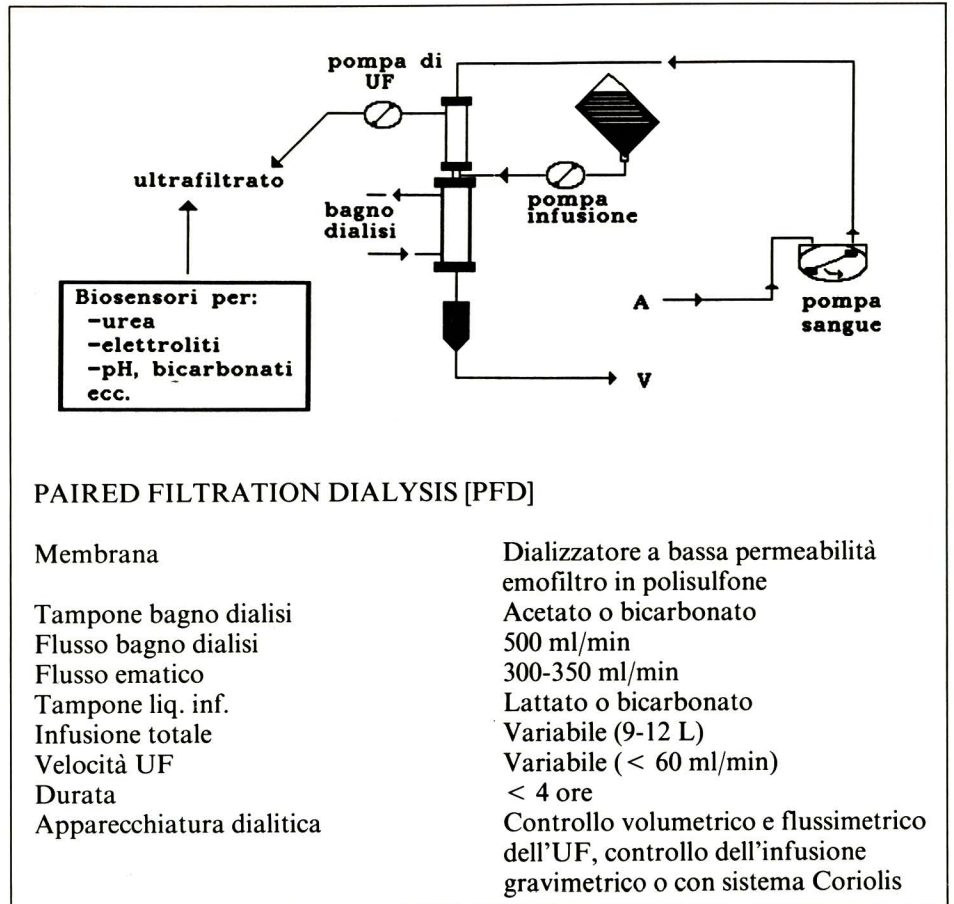 pompa di
UF
ultrafiltrato
bagno
dialisi
pompa
infusione
Biosensori per:
-urea
-elettroliti
-pH, bicarbonati
ecc.
A
pompa
sangue
V
PAIRED FILTRATION DIALYSIS [PFD]
Membrana Dializzatore a bassa permeabilità
emofiltro in polisulfone
Tampone bagno dialisi Acetato o bicarbonato
Flusso bagno dialisi 500 ml/min
Flusso ematico 300-350 ml/min
Tampone liq. inf. Lattato o bicarbonato
Infusione totale Variabile (9-12 L)
Velocità UF Variabile (< 60 ml/min)
Durata < 4 ore
Apparecchiatura dialitica Controllo volumetrico e flussimetrico
dell'UF, controllo dell'infusione
gravimetrico o con sistema Coriolis